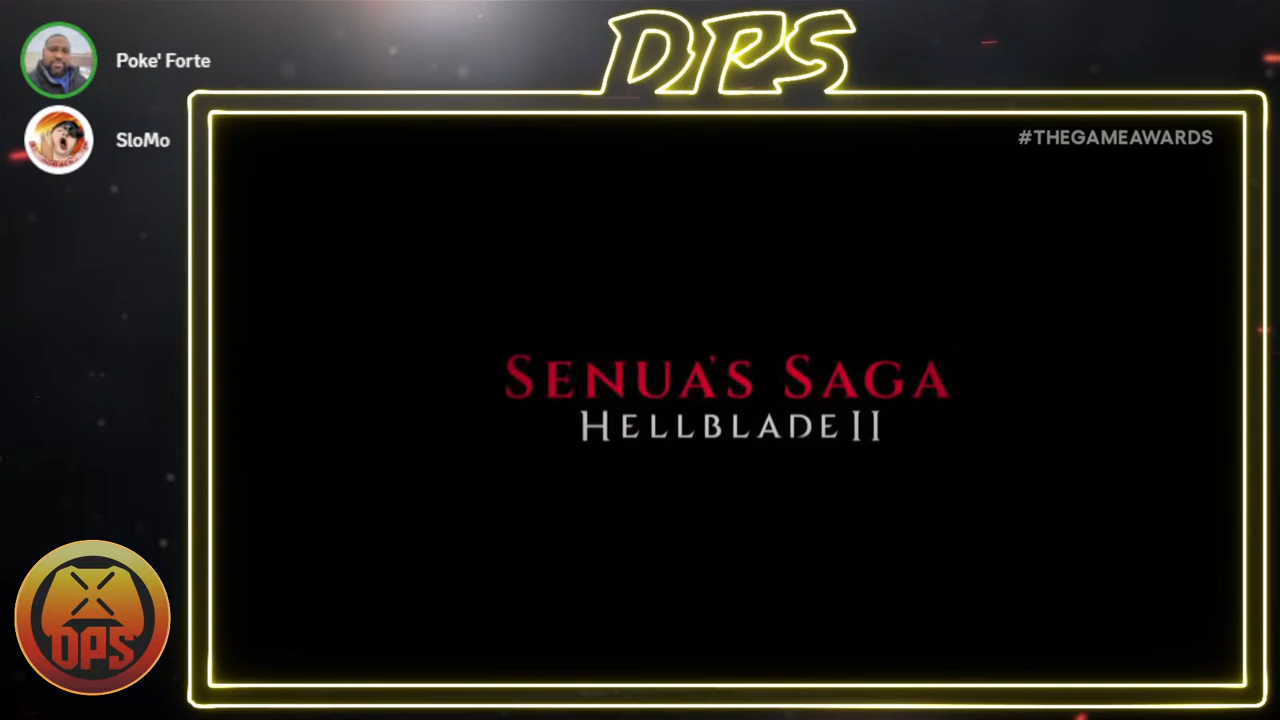 Poke' Forte
SloMo
DPS
#THEGAMEAWARDS
SENUA'S SAGA
HELLBLADE II
DPS